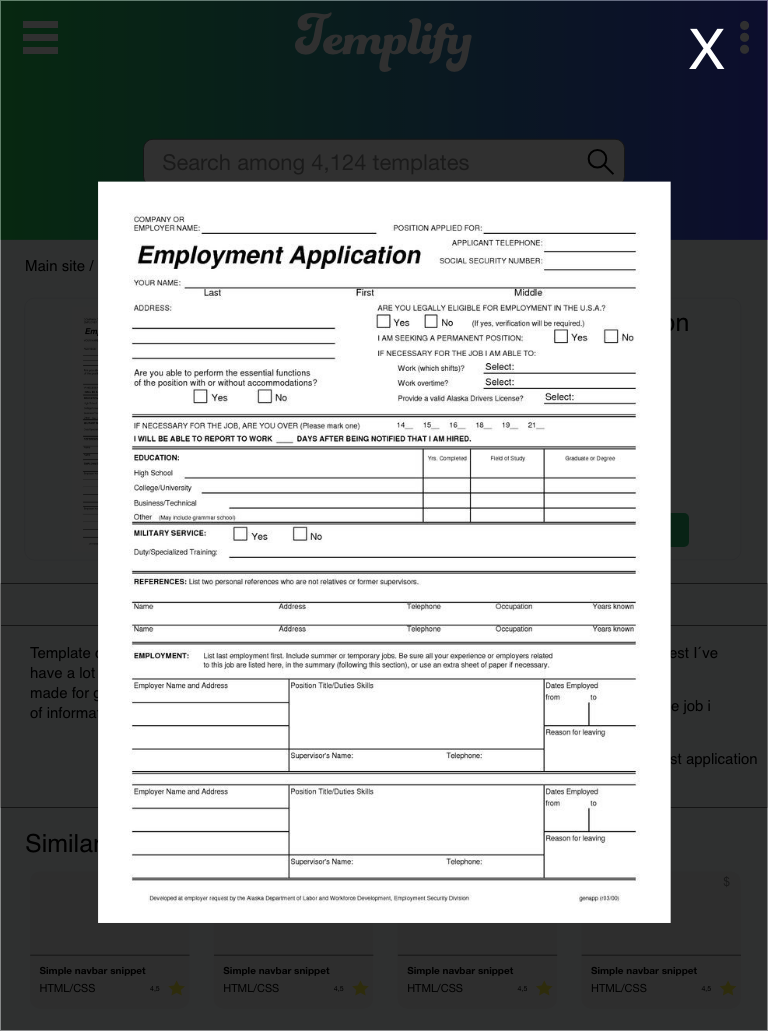 Templify
X
Search among 4,124 templates
Main site /
on
COMPANY OR
EMPLOYER NAME: POSITION APPLIED FOR:
Employment Application
APPLICANT TELEPHONE:
SOCIAL SECURITY NUMBER:
YOUR NAME:
Last First Middle
ADDRESS:
ARE YOU LEGALLY ELIGIBLE FOR EMPLOYMENT IN THE U.S.A.?
Yes No (If yes, verification will be required.)
I AM SEEKING A PERMANENT POSITION: Yes No
IF NECESSARY FOR THE JOB I AM ABLE TO:
Work (which shifts)? Select:
Work overtime? Select:
Provide a valid Alaska Drivers License? Select:
Are you able to perform the essential functions
of the position with or without accommodations?
Yes No
IF NECESSARY FOR THE JOB, ARE YOU OVER (Please mark one) 14__ 15__ 16__ 18__ 19__ 21__
I WILL BE ABLE TO REPORT TO WORK ____ DAYS AFTER BEING NOTIFIED THAT I AM HIRED.
EDUCATION: Yrs. Completed Field of Study Graduate or Degree
High School
College/University
Business/Technical
Other (May include grammar school)
MILITARY SERVICE: Yes No
Duty/Specialized Training:
REFERENCES: List two personal references who are not relatives or former supervisors.
Name Address Telephone Occupation Years known
Name Address Telephone Occupation Years known
EMPLOYMENT: List last employment first. Include summer or temporary jobs. Be sure all your experience or employers related
to this job are listed here, in the summary (following this section), or use an extra sheet of paper if necessary.
Employer Name and Address Position Title/Duties Skills Dates Employed
from to
Reason for leaving
Supervisor's Name: Telephone:
Employer Name and Address Position Title/Duties Skills Dates Employed
from to
Reason for leaving
Supervisor's Name: Telephone:
Developed at employer request by the Alaska Department of Labor and Workforce Development, Employment Security Division genapp (r03/00)
Template
have a lot
made for
of
I´ve
job i
application
$
Simple navbar snippet
HTML/CSS 4,5
Simple navbar snippet
HTML/CSS 4,5
Simple navbar snippet
HTML/CSS 4,5
Simple navbar snippet
HTML/CSS 4,5